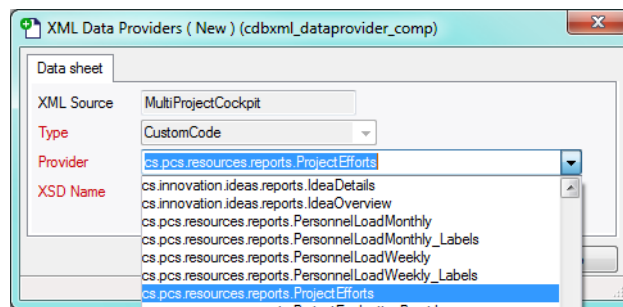 XML Data Providers ( New ) (cdbxml_dataprovider_comp)
Data sheet
XML Source MultiProjectCockpit
Type CustomCode
Provider cs.pcs.resources.reports.ProjectEfforts
XSD Name
cs.innovation.ideas.reports.IdeaDetails
cs.innovation.ideas.reports.IdeaOverview
cs.pcs.resources.reports.PersonnelLoadMonthly
cs.pcs.resources.reports.PersonnelLoadMonthly_Labels
cs.pcs.resources.reports.PersonnelLoadWeekly
cs.pcs.resources.reports.PersonnelLoadWeekly_Labels
cs.pcs.resources.reports.ProjectEfforts